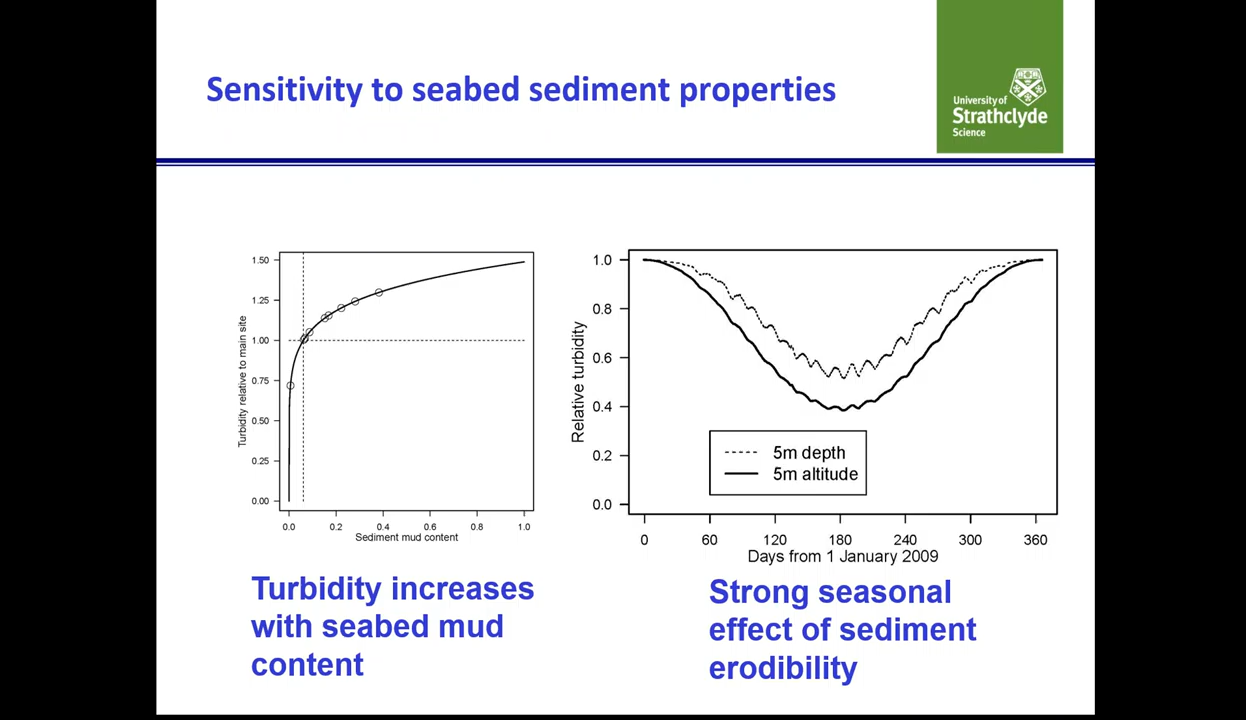 Sensitivity to seabed sediment properties
University of
Strathclyde
Science
Turbidity relative to main site
1.50
1.25
1.00
0.75
0.50
0.25
0.00
0.0 0.2 0.4 0.6 0.8 1.0
Sediment mud content
Relative turbidity
1.0
0.8
0.6
0.4
0.2
0.0
5m depth
5m altitude
0 60 120 180 240 300 360
Days from 1 January 2009
Turbidity increases
with seabed mud
content
Strong seasonal
effect of sediment
erodibility